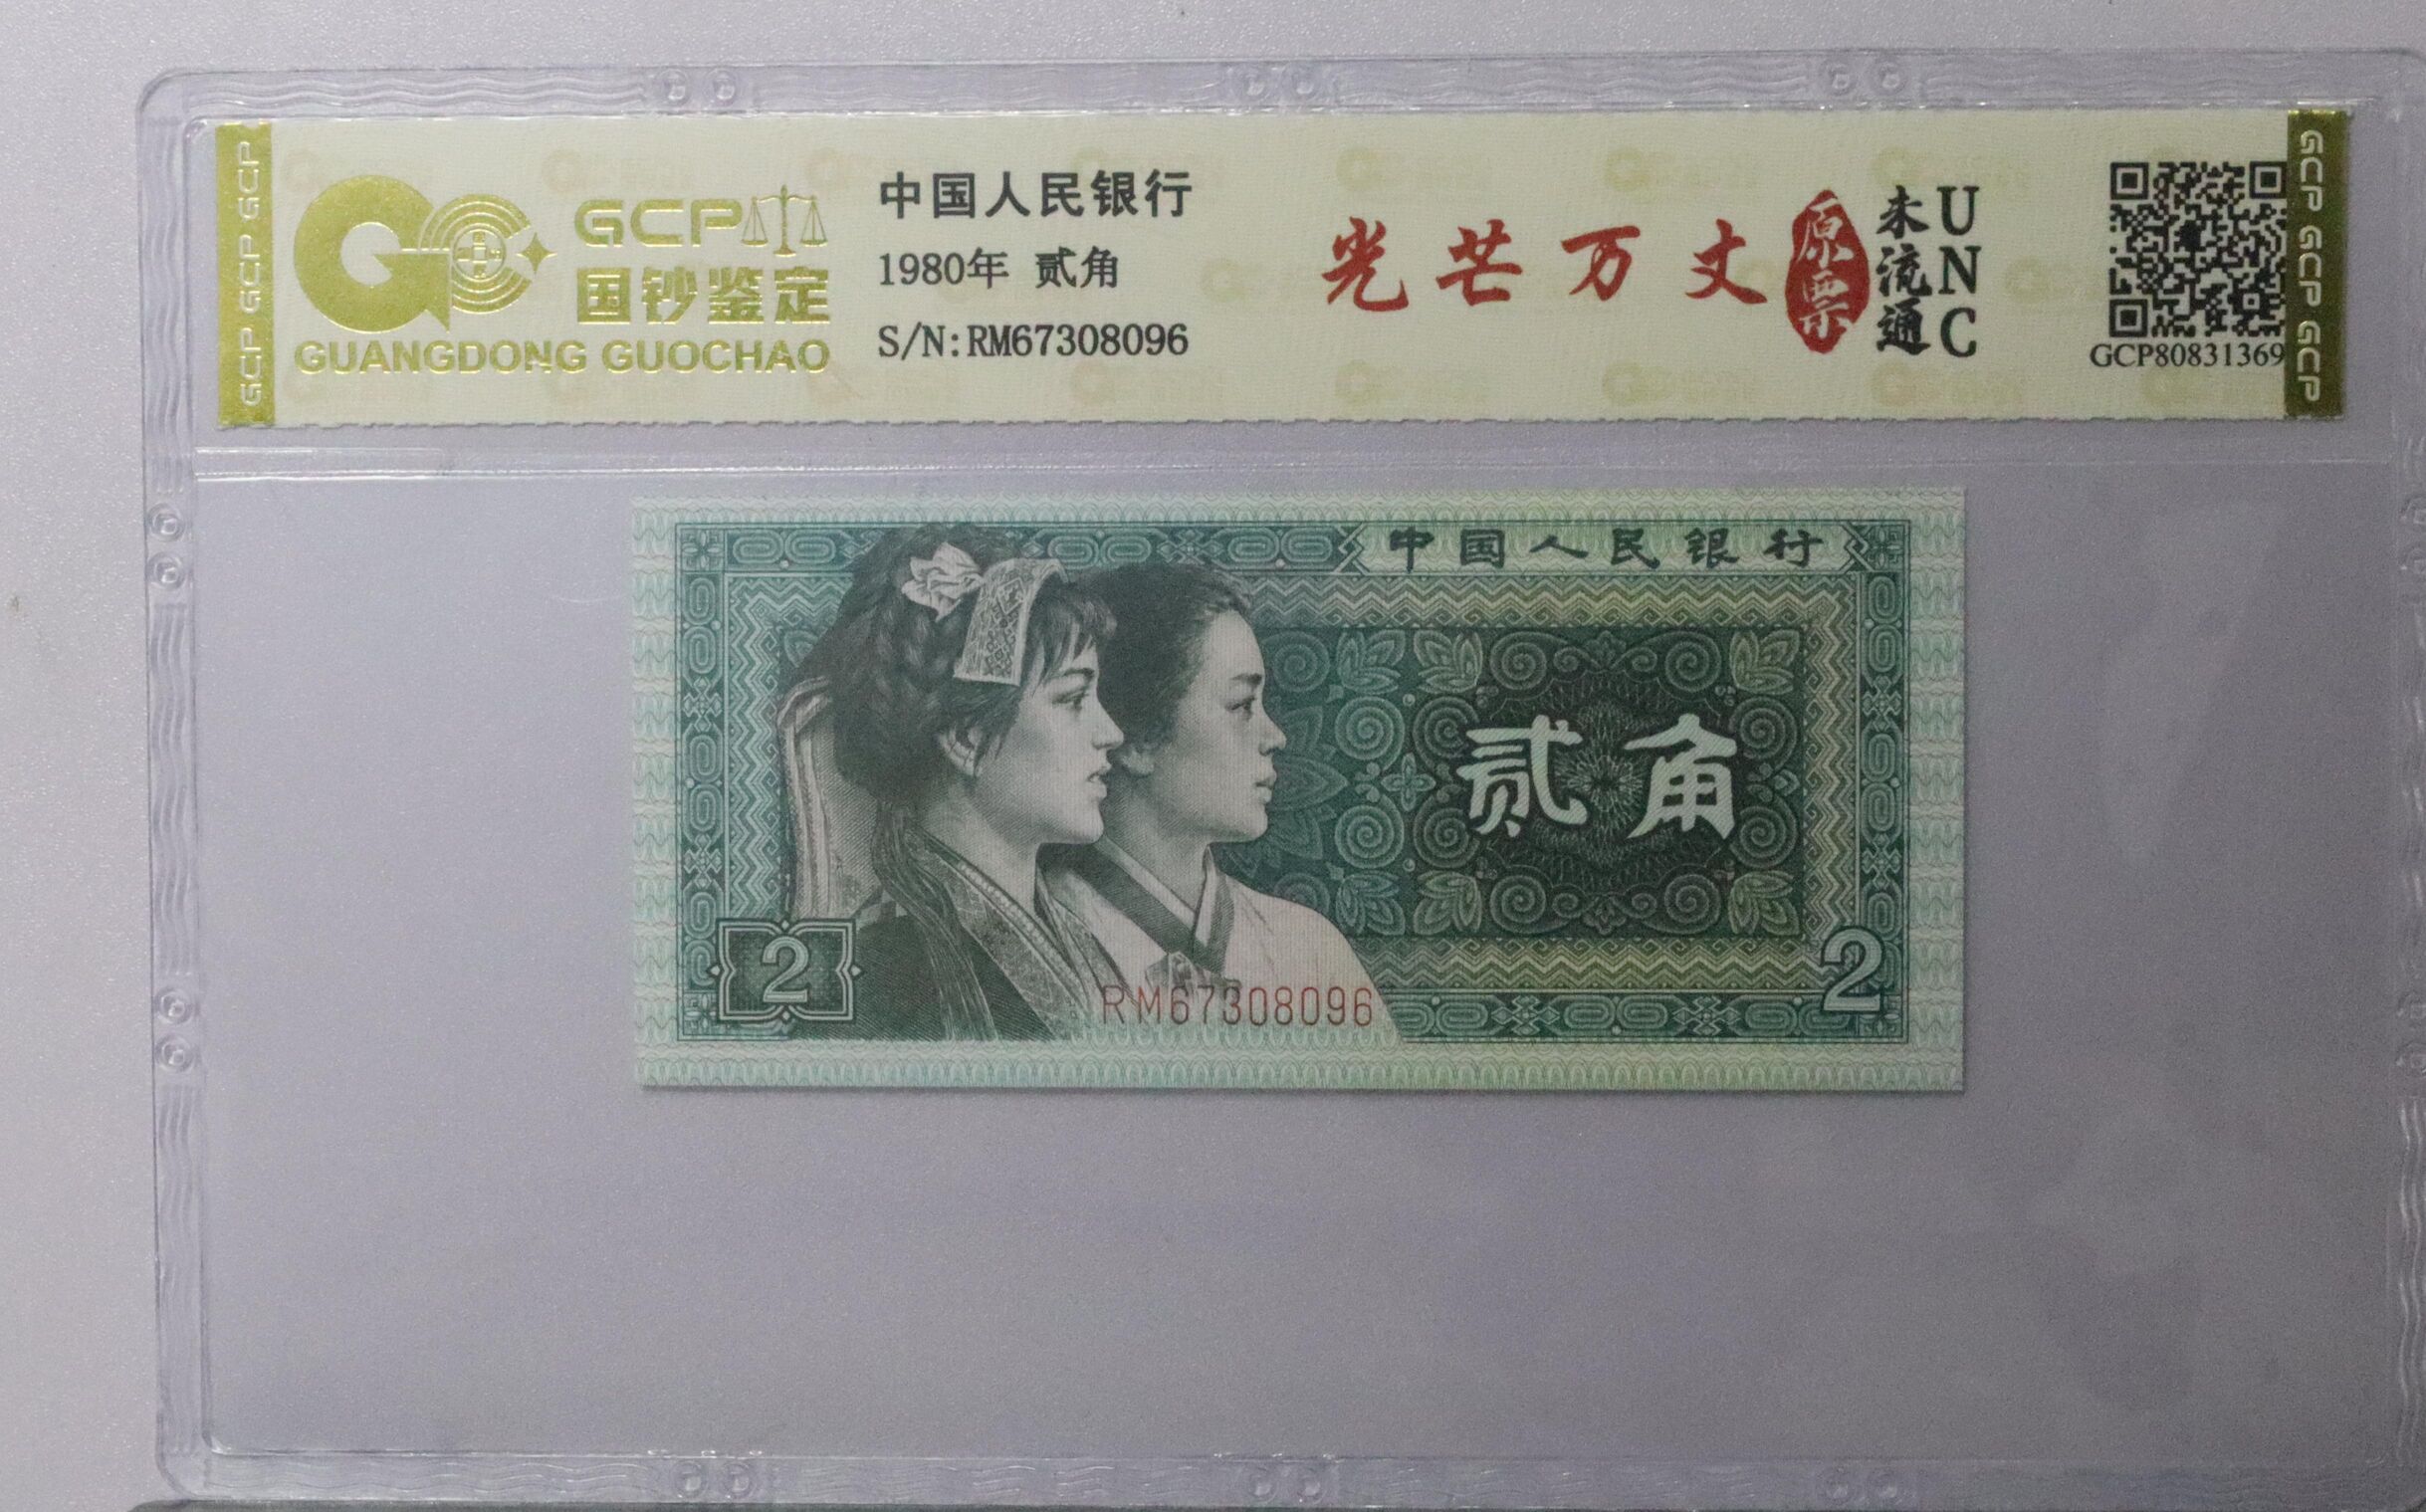 GCP GCP GCP
GCP
国钞鉴定
GUANGDONG GUOCHAO
中国人民银行
1980年 贰角
S/N:RM67308096
光芒万丈
原票
未流通
UNC
GCP80831369
GCP GCP GCP
中国人民银行
贰角
2
RM67308096
2